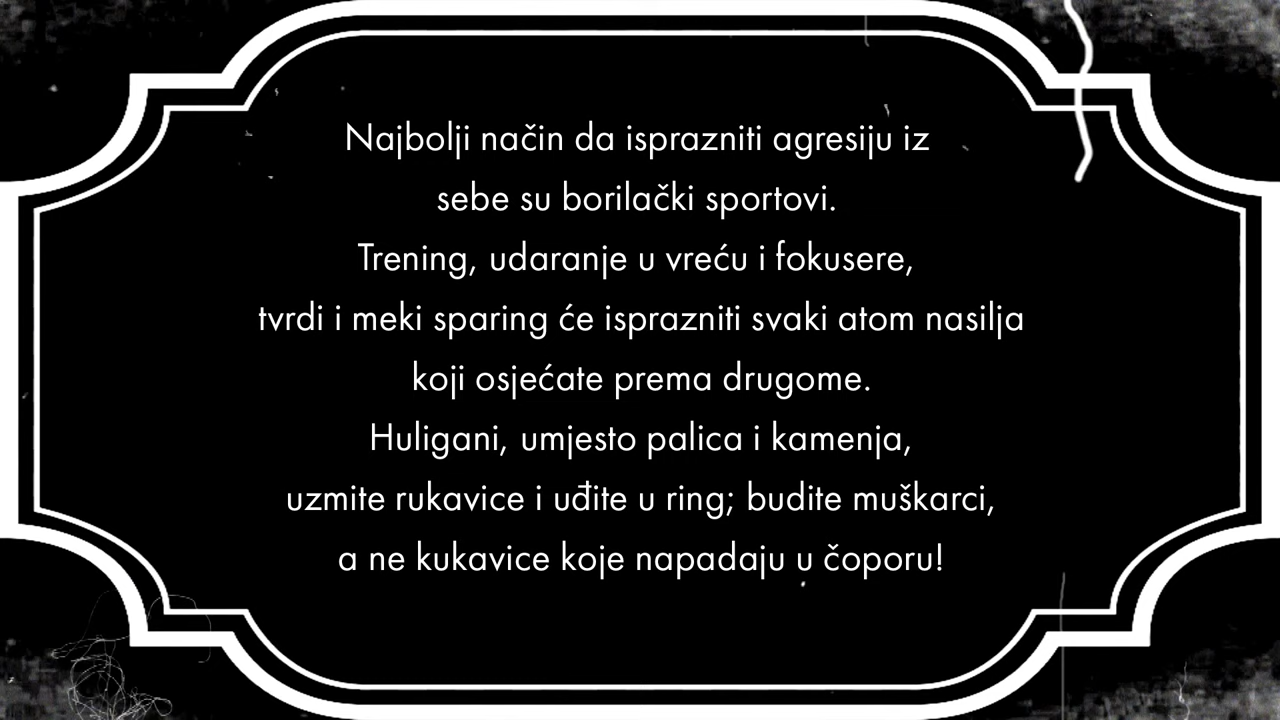 Najbolji način da isprazniti agresiju iz
sebe su borilački sportovi.
Trening, udaranje u vreću i fokusere,
tvrdi i meki sparing će isprazniti svaki atom nasilja
koji osjećate prema drugome.
Huligani, umjesto palica i kamenja,
uzmite rukavice i uđite u ring; budite muškarci,
a ne kukavice koje napadaju u čoporu!